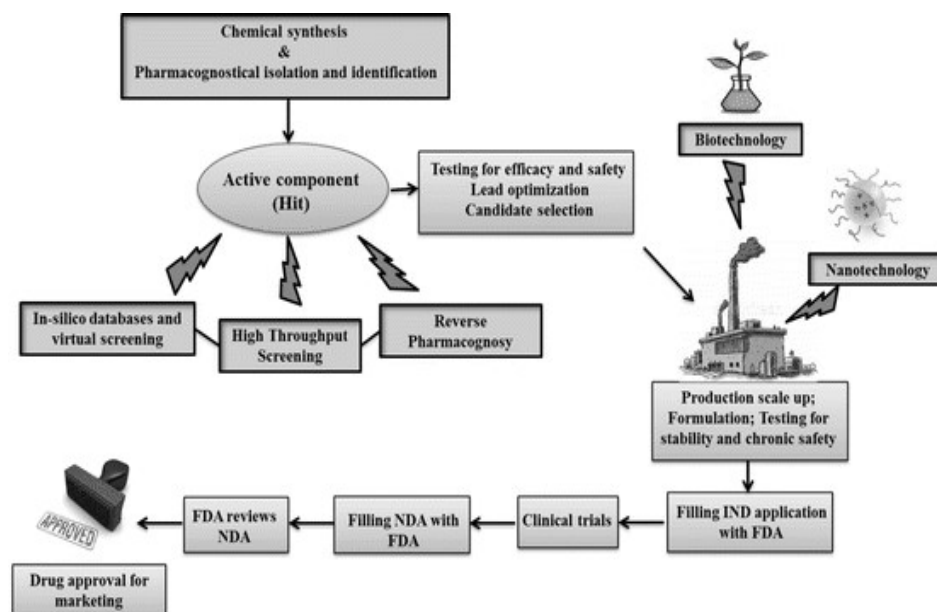 Chemical synthesis
&
Pharmacognostical isolation and identification
Active component
(Hit)
Testing for efficacy and safety
Lead optimization
Candidate selection
Biotechnology
Nanotechnology
In-silico databases and
virtual screening
High Throughput
Screening
Reverse
Pharmacognosy
Production scale up;
Formulation; Testing for
stability and chronic safety
Filling IND application
with FDA
Clinical trials
Filling NDA with
FDA
FDA reviews
NDA
APPROVED
Drug approval for
marketing